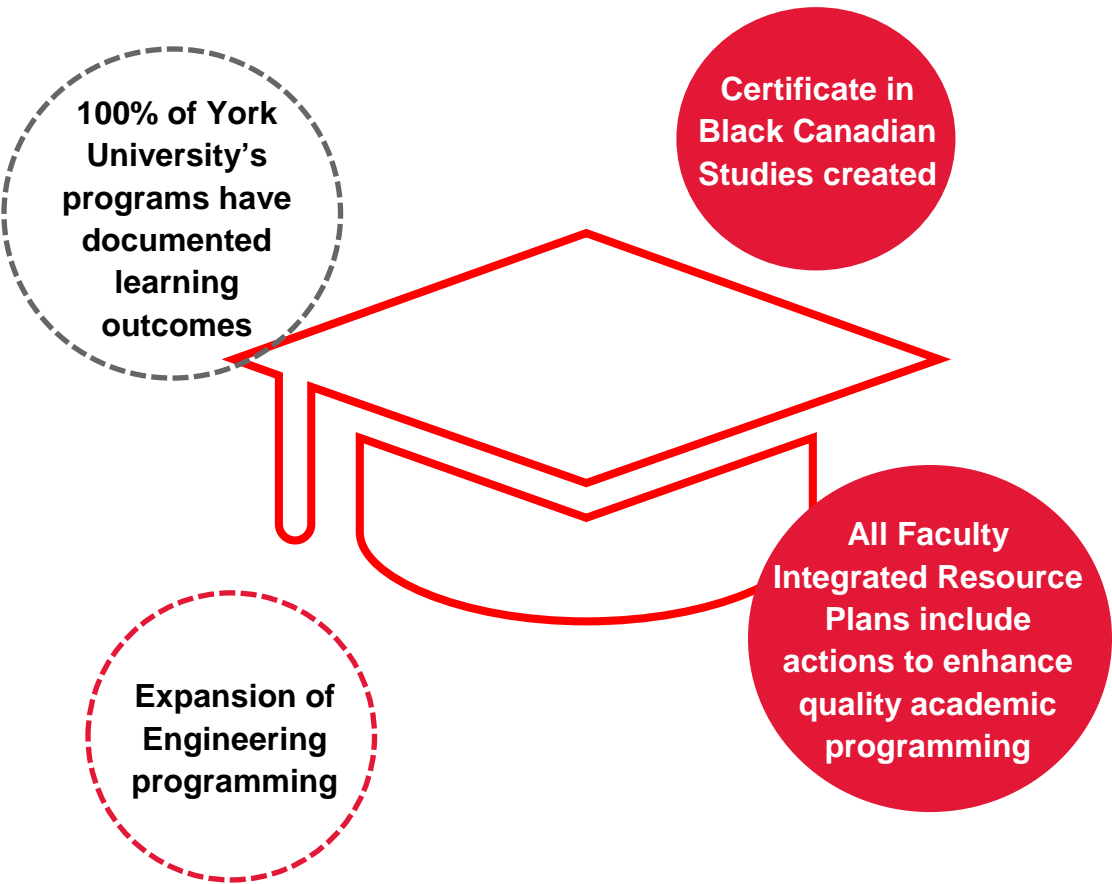 100% of York
University’s
programs have
documented
learning
outcomes
Certificate in
Black Canadian
Studies created
All Faculty
Integrated Resource
Plans include
actions to enhance
quality academic
programming
Expansion of
Engineering
programming